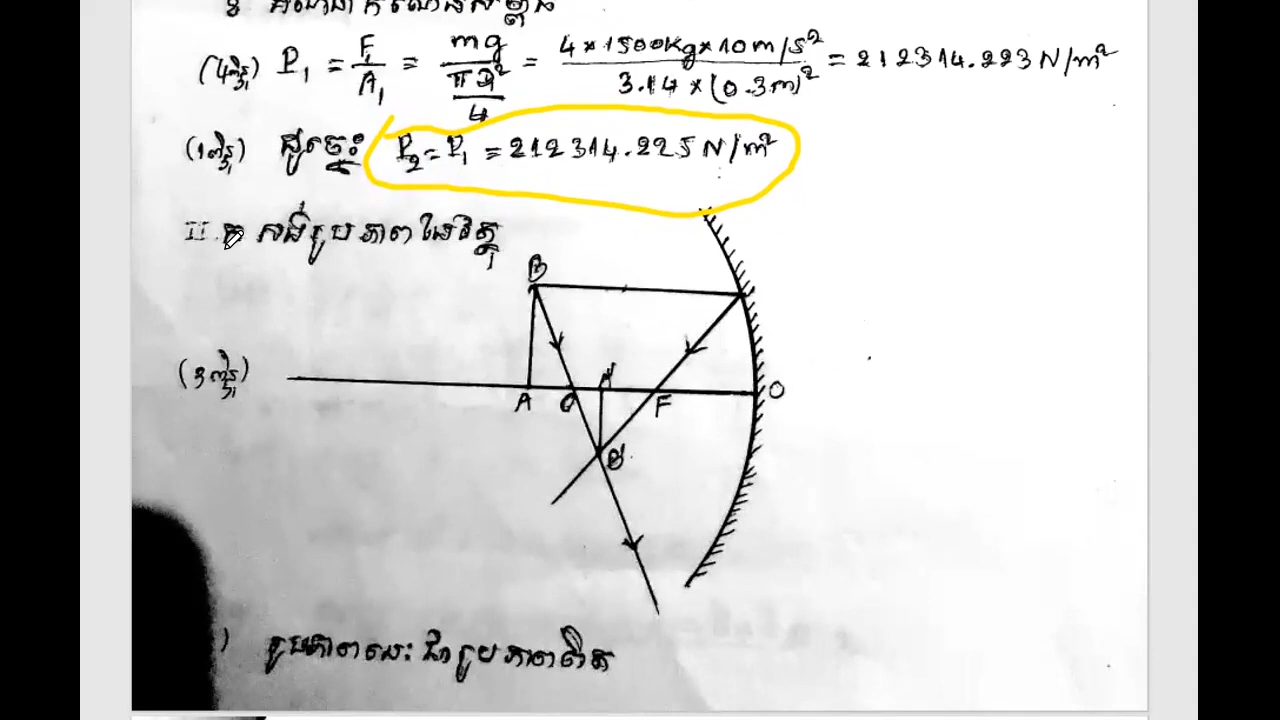 (4ពិន្ទុ) P₁ = F₁/A₁ = mg/(πD²/4) = 4×1500kg×10m/s²/3.14×(0.3m)² = 212314.223 N/m²
(1ពិន្ទុ) ដូចនេះ P₂ = P₁ = 212314.225 N/m²
II.ក សង់រូបភាពនៃវត្ថុ
B
(3ពិន្ទុ)
A C A' F O
B'
) រូបភាពនេះជារូបភាពពិត